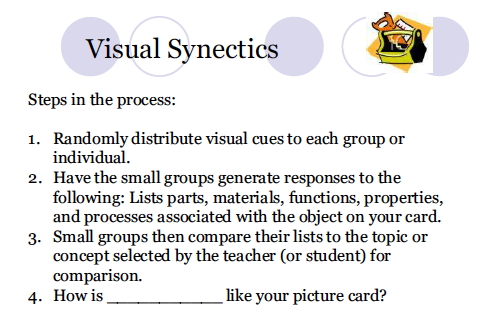 Visual Synectics
Steps in the process:
1. Randomly distribute visual cues to each group or
individual.
2. Have the small groups generate responses to the
following: Lists parts, materials, functions, properties,
and processes associated with the object on your card.
3. Small groups then compare their lists to the topic or
concept selected by the teacher (or student) for
comparison.
4. How is ______________ like your picture card?